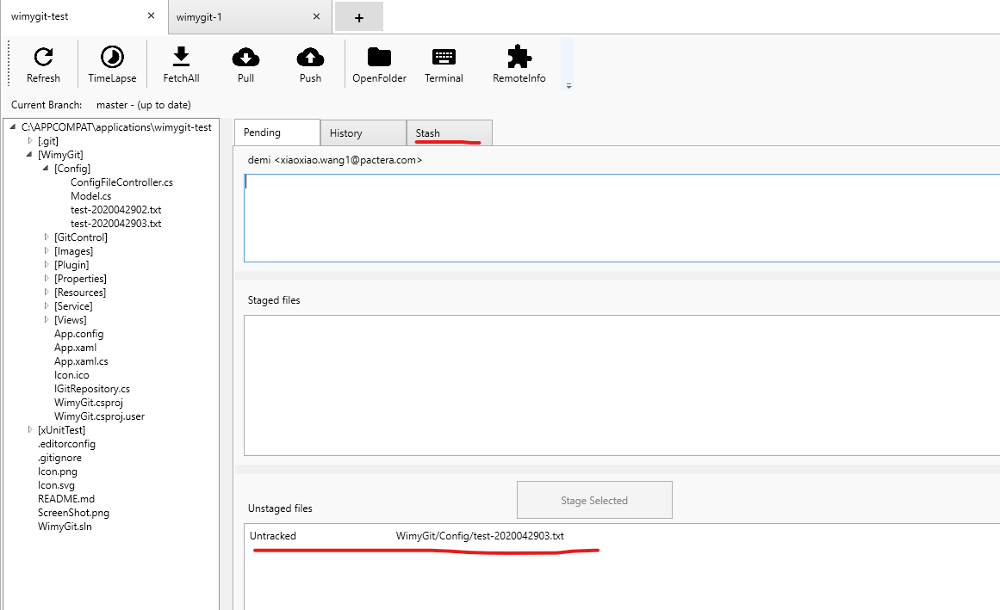 wimygit-test ✕ wimygit-1 ✕ +
Refresh TimeLapse FetchAll Pull Push OpenFolder Terminal RemoteInfo
Current Branch: master - (up to date)
C:\APPCOMPAT\applications\wimygit-test
[.git]
[WimyGit]
[Config]
ConfigFileController.cs
Model.cs
test-2020042902.txt
test-2020042903.txt
[GitControl]
[Images]
[Plugin]
[Properties]
[Resources]
[Service]
[Views]
App.config
App.xaml
App.xaml.cs
Icon.ico
IGitRepository.cs
WimyGit.csproj
WimyGit.csproj.user
[xUnitTest]
.editorconfig
.gitignore
Icon.png
Icon.svg
README.md
ScreenShot.png
WimyGit.sln
Pending History Stash
demi <xiaoxiao.wang1@pactera.com>
Staged files
Stage Selected
Unstaged files
Untracked WimyGit/Config/test-2020042903.txt